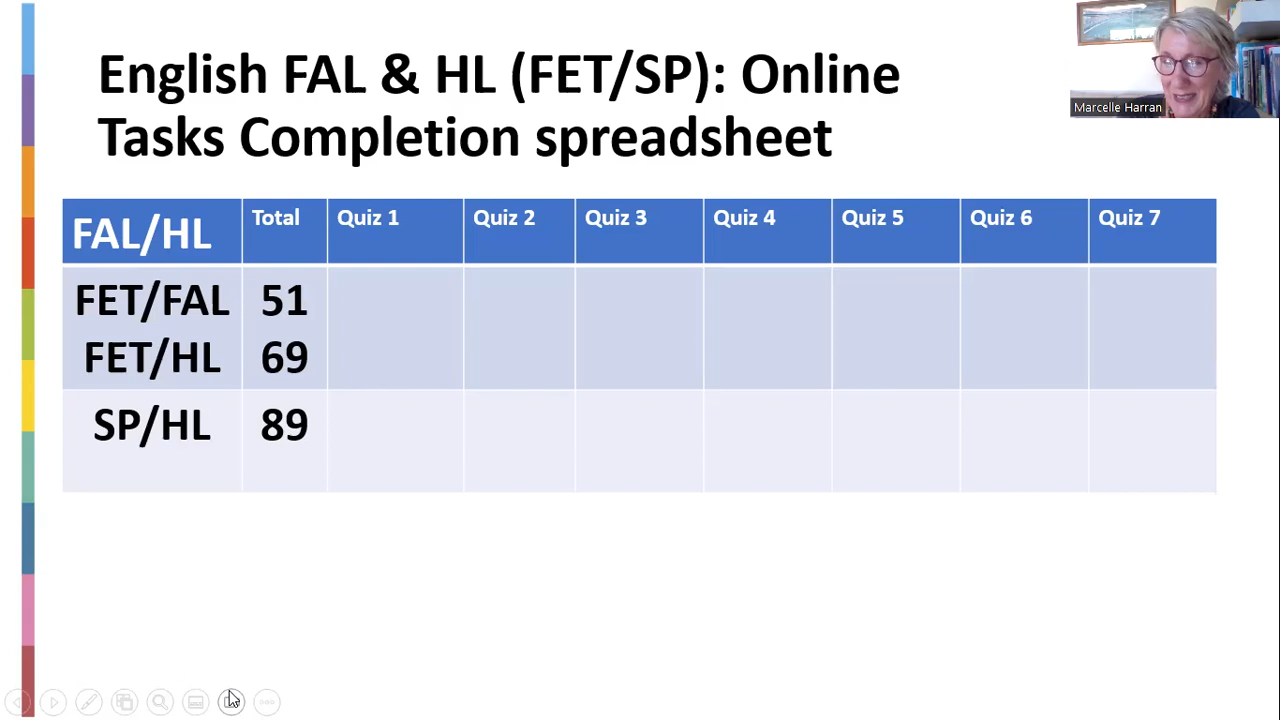 English FAL & HL (FET/SP): Online
Tasks Completion spreadsheet
Marcelle Harran
FAL/HL Total Quiz 1 Quiz 2 Quiz 3 Quiz 4 Quiz 5 Quiz 6 Quiz 7
FET/FAL 51
FET/HL 69
SP/HL 89